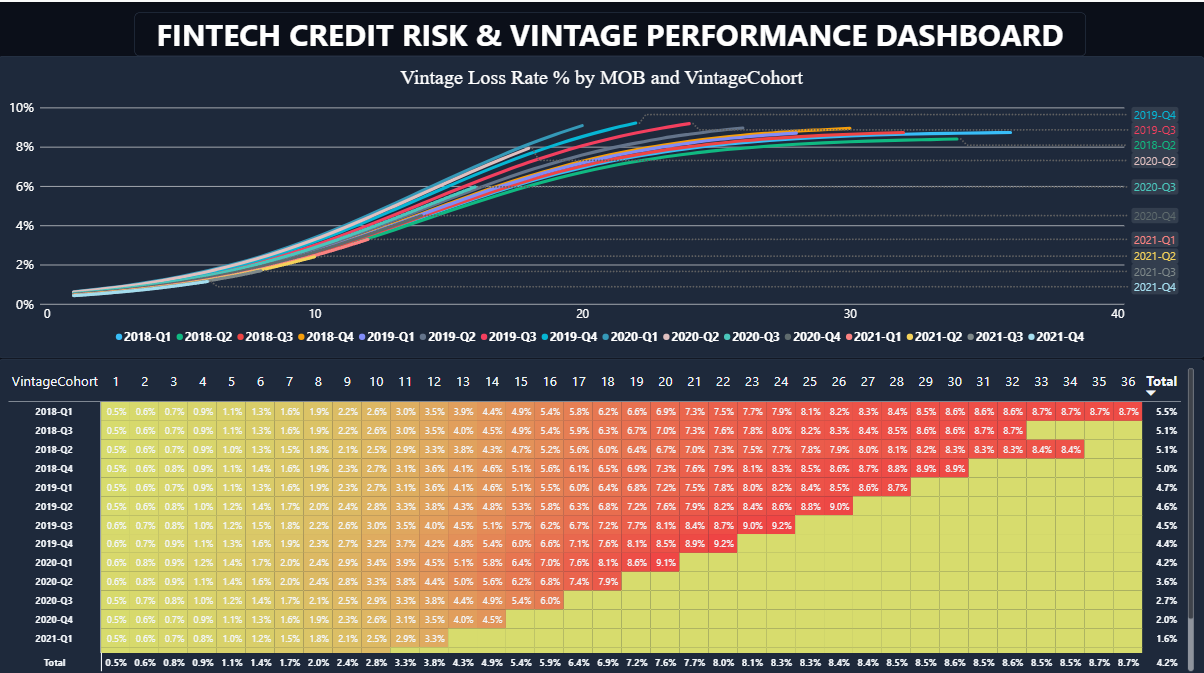 FINTECH CREDIT RISK & VINTAGE PERFORMANCE DASHBOARD
Vintage Loss Rate % by MOB and VintageCohort
10%
8%
6%
4%
2%
0%
0 10 20 30 40
2019-Q4
2019-Q3
2018-Q2
2020-Q2
2020-Q3
2020-Q4
2021-Q1
2021-Q2
2021-Q3
2021-Q4
2018-Q1 2018-Q2 2018-Q3 2018-Q4 2019-Q1 2019-Q2 2019-Q3 2019-Q4 2020-Q1 2020-Q2 2020-Q3 2020-Q4 2021-Q1 2021-Q2 2021-Q3 2021-Q4
VintageCohort 1 2 3 4 5 6 7 8 9 10 11 12 13 14 15 16 17 18 19 20 21 22 23 24 25 26 27 28 29 30 31 32 33 34 35 36 Total
2018-Q1 0.5% 0.6% 0.7% 0.9% 1.1% 1.3% 1.6% 1.9% 2.2% 2.6% 3.0% 3.5% 3.9% 4.4% 4.9% 5.4% 5.8% 6.2% 6.6% 6.9% 7.3% 7.5% 7.7% 7.9% 8.1% 8.2% 8.3% 8.4% 8.5% 8.6% 8.6% 8.6% 8.7% 8.7% 8.7% 8.7% 5.5%
2018-Q3 0.5% 0.6% 0.7% 0.9% 1.1% 1.3% 1.6% 1.9% 2.2% 2.6% 3.0% 3.5% 4.0% 4.5% 4.9% 5.4% 5.9% 6.3% 6.7% 7.0% 7.3% 7.6% 7.8% 8.0% 8.2% 8.3% 8.4% 8.5% 8.6% 8.6% 8.7% 8.7% 5.1%
2018-Q2 0.5% 0.6% 0.7% 0.9% 1.0% 1.3% 1.5% 1.8% 2.1% 2.5% 2.9% 3.3% 3.8% 4.3% 4.7% 5.2% 5.6% 6.0% 6.4% 6.7% 7.0% 7.3% 7.5% 7.7% 7.8% 7.9% 8.0% 8.1% 8.2% 8.3% 8.3% 8.3% 8.4% 8.4% 5.1%
2018-Q4 0.5% 0.6% 0.8% 0.9% 1.1% 1.4% 1.6% 1.9% 2.3% 2.7% 3.1% 3.6% 4.1% 4.6% 5.1% 5.6% 6.1% 6.5% 6.9% 7.3% 7.6% 7.9% 8.1% 8.3% 8.5% 8.6% 8.7% 8.8% 8.9% 8.9% 5.0%
2019-Q1 0.5% 0.6% 0.7% 0.9% 1.1% 1.3% 1.6% 1.9% 2.3% 2.7% 3.1% 3.6% 4.1% 4.6% 5.1% 5.5% 6.0% 6.4% 6.8% 7.2% 7.5% 7.8% 8.0% 8.2% 8.4% 8.5% 8.6% 8.7% 4.7%
2019-Q2 0.5% 0.6% 0.8% 1.0% 1.2% 1.4% 1.7% 2.0% 2.4% 2.8% 3.3% 3.8% 4.3% 4.8% 5.3% 5.8% 6.3% 6.8% 7.2% 7.6% 7.9% 8.2% 8.4% 8.6% 8.8% 9.0% 4.6%
2019-Q3 0.6% 0.7% 0.8% 1.0% 1.2% 1.5% 1.8% 2.2% 2.6% 3.0% 3.5% 4.0% 4.5% 5.1% 5.7% 6.2% 6.7% 7.2% 7.7% 8.1% 8.4% 8.7% 9.0% 9.2% 4.5%
2019-Q4 0.6% 0.7% 0.9% 1.1% 1.3% 1.6% 1.9% 2.3% 2.7% 3.2% 3.7% 4.2% 4.8% 5.4% 6.0% 6.6% 7.1% 7.6% 8.1% 8.5% 8.9% 9.2% 4.4%
2020-Q1 0.6% 0.8% 0.9% 1.2% 1.4% 1.7% 2.0% 2.4% 2.9% 3.4% 3.9% 4.5% 5.1% 5.8% 6.4% 7.0% 7.6% 8.1% 8.6% 9.1% 4.2%
2020-Q2 0.6% 0.8% 0.9% 1.1% 1.4% 1.6% 2.0% 2.4% 2.8% 3.3% 3.8% 4.4% 5.0% 5.6% 6.2% 6.8% 7.4% 7.9% 3.6%
2020-Q3 0.5% 0.7% 0.8% 1.0% 1.2% 1.4% 1.7% 2.1% 2.5% 2.9% 3.3% 3.8% 4.4% 4.9% 5.4% 6.0% 2.7%
2020-Q4 0.5% 0.6% 0.7% 0.9% 1.1% 1.3% 1.6% 1.9% 2.3% 2.6% 3.1% 3.5% 4.0% 4.5% 2.0%
2021-Q1 0.5% 0.6% 0.7% 0.8% 1.0% 1.2% 1.5% 1.8% 2.1% 2.5% 2.9% 3.3% 1.6%
Total 0.5% 0.6% 0.8% 0.9% 1.1% 1.4% 1.7% 2.0% 2.4% 2.8% 3.3% 3.8% 4.3% 4.9% 5.4% 5.9% 6.4% 6.9% 7.2% 7.6% 7.7% 8.0% 8.1% 8.3% 8.3% 8.4% 8.4% 8.5% 8.5% 8.6% 8.5% 8.6% 8.5% 8.5% 8.7% 8.7% 4.2%